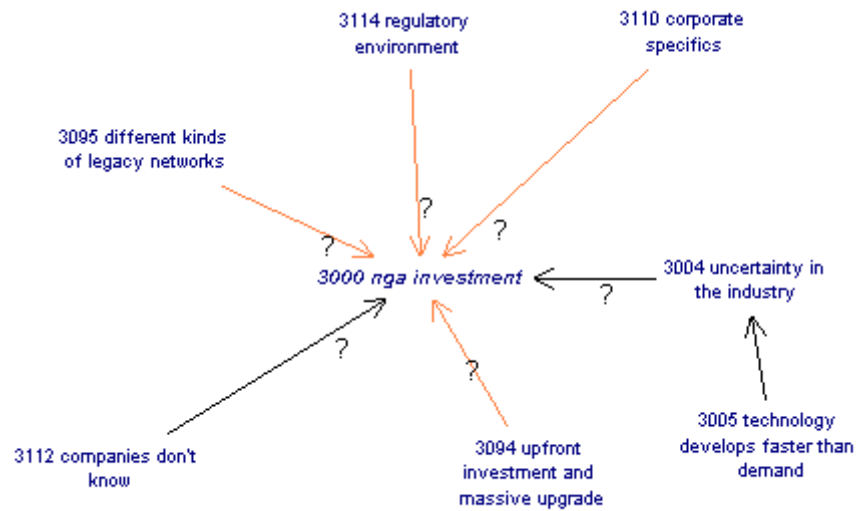 3114 regulatory
environment
3110 corporate
specifics
3095 different kinds
of legacy networks
?
?
?
3000 nga investment
3004 uncertainty in
the industry
?
?
?
3112 companies don't
know
3094 upfront
investment and
massive upgrade
3005 technology
develops faster than
demand